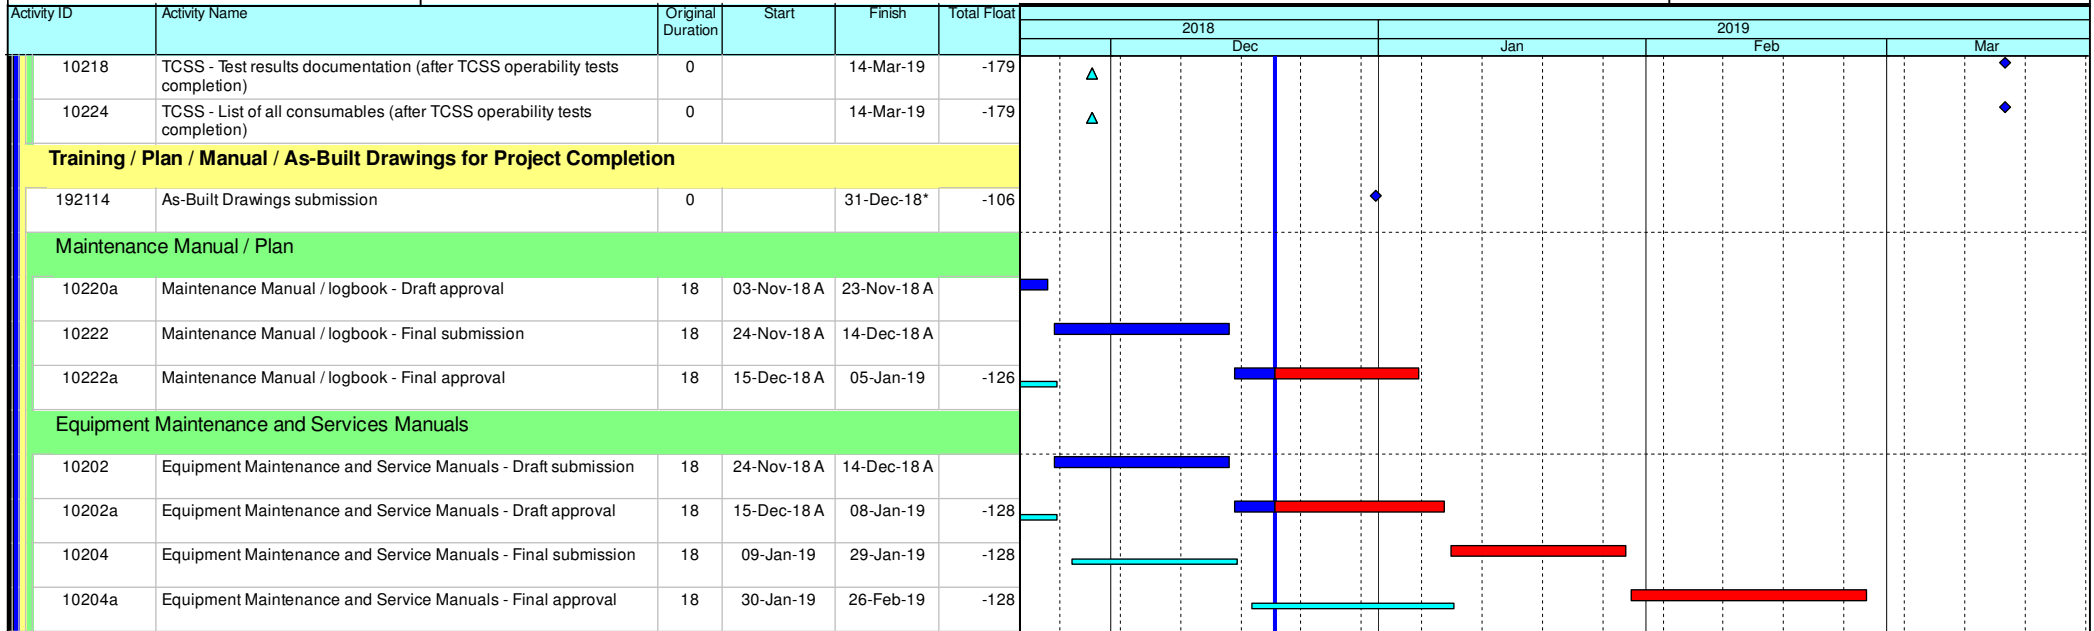 Activity ID Activity Name Original Duration Start Finish Total Float
2018 2019
Dec Jan Feb Mar
10218 TCSS - Test results documentation (after TCSS operability tests completion) 0 14-Mar-19 -179
10224 TCSS - List of all consumables (after TCSS operability tests completion) 0 14-Mar-19 -179
Training / Plan / Manual / As-Built Drawings for Project Completion
192114 As-Built Drawings submission 0 31-Dec-18* -106
Maintenance Manual / Plan
10220a Maintenance Manual / logbook - Draft approval 18 03-Nov-18 A 23-Nov-18 A
10222 Maintenance Manual / logbook - Final submission 18 24-Nov-18 A 14-Dec-18 A
10222a Maintenance Manual / logbook - Final approval 18 15-Dec-18 A 05-Jan-19 -126
Equipment Maintenance and Services Manuals
10202 Equipment Maintenance and Service Manuals - Draft submission 18 24-Nov-18 A 14-Dec-18 A
10202a Equipment Maintenance and Service Manuals - Draft approval 18 15-Dec-18 A 08-Jan-19 -128
10204 Equipment Maintenance and Service Manuals - Final submission 18 09-Jan-19 29-Jan-19 -128
10204a Equipment Maintenance and Service Manuals - Final approval 18 30-Jan-19 26-Feb-19 -128